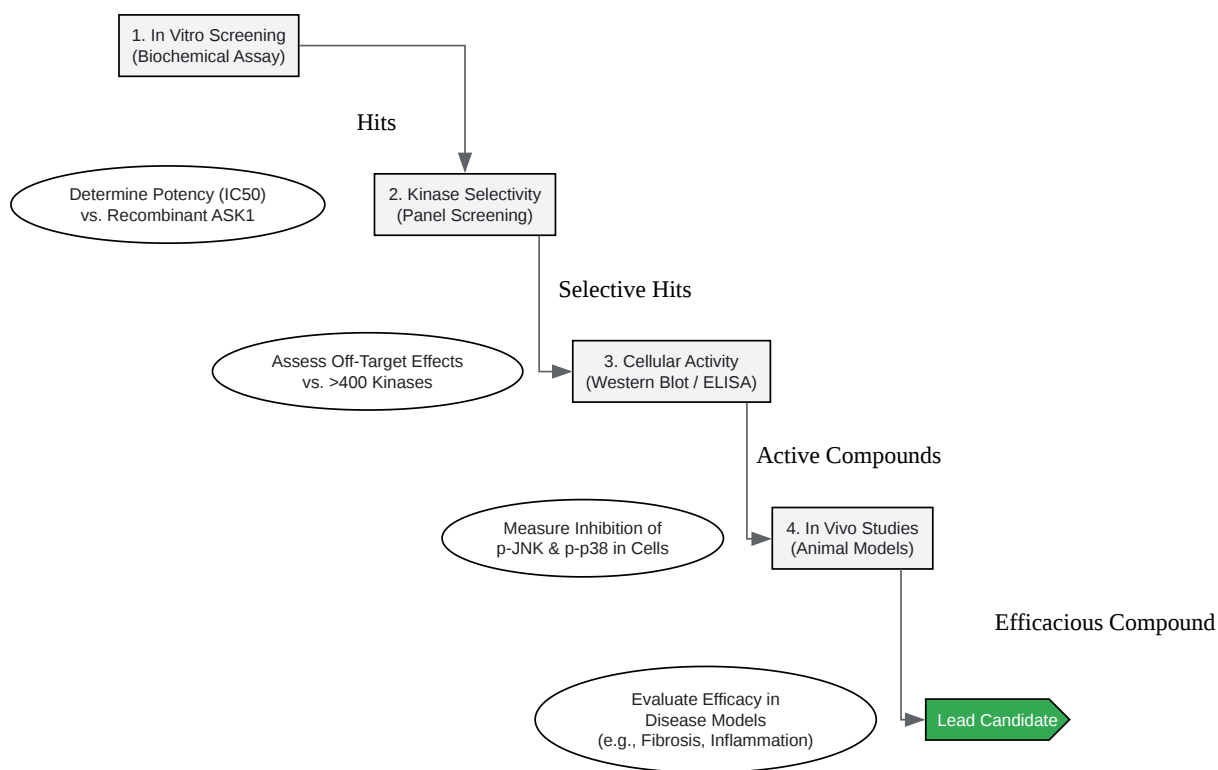 1. In Vitro Screening
(Biochemical Assay)
Hits
Determine Potency (IC50)
vs. Recombinant ASK1
2. Kinase Selectivity
(Panel Screening)
Selective Hits
Assess Off-Target Effects
vs. >400 Kinases
3. Cellular Activity
(Western Blot / ELISA)
Active Compounds
Measure Inhibition of
p-JNK & p-p38 in Cells
4. In Vivo Studies
(Animal Models)
Efficacious Compound
Evaluate Efficacy in
Disease Models
(e.g., Fibrosis, Inflammation)
Lead Candidate